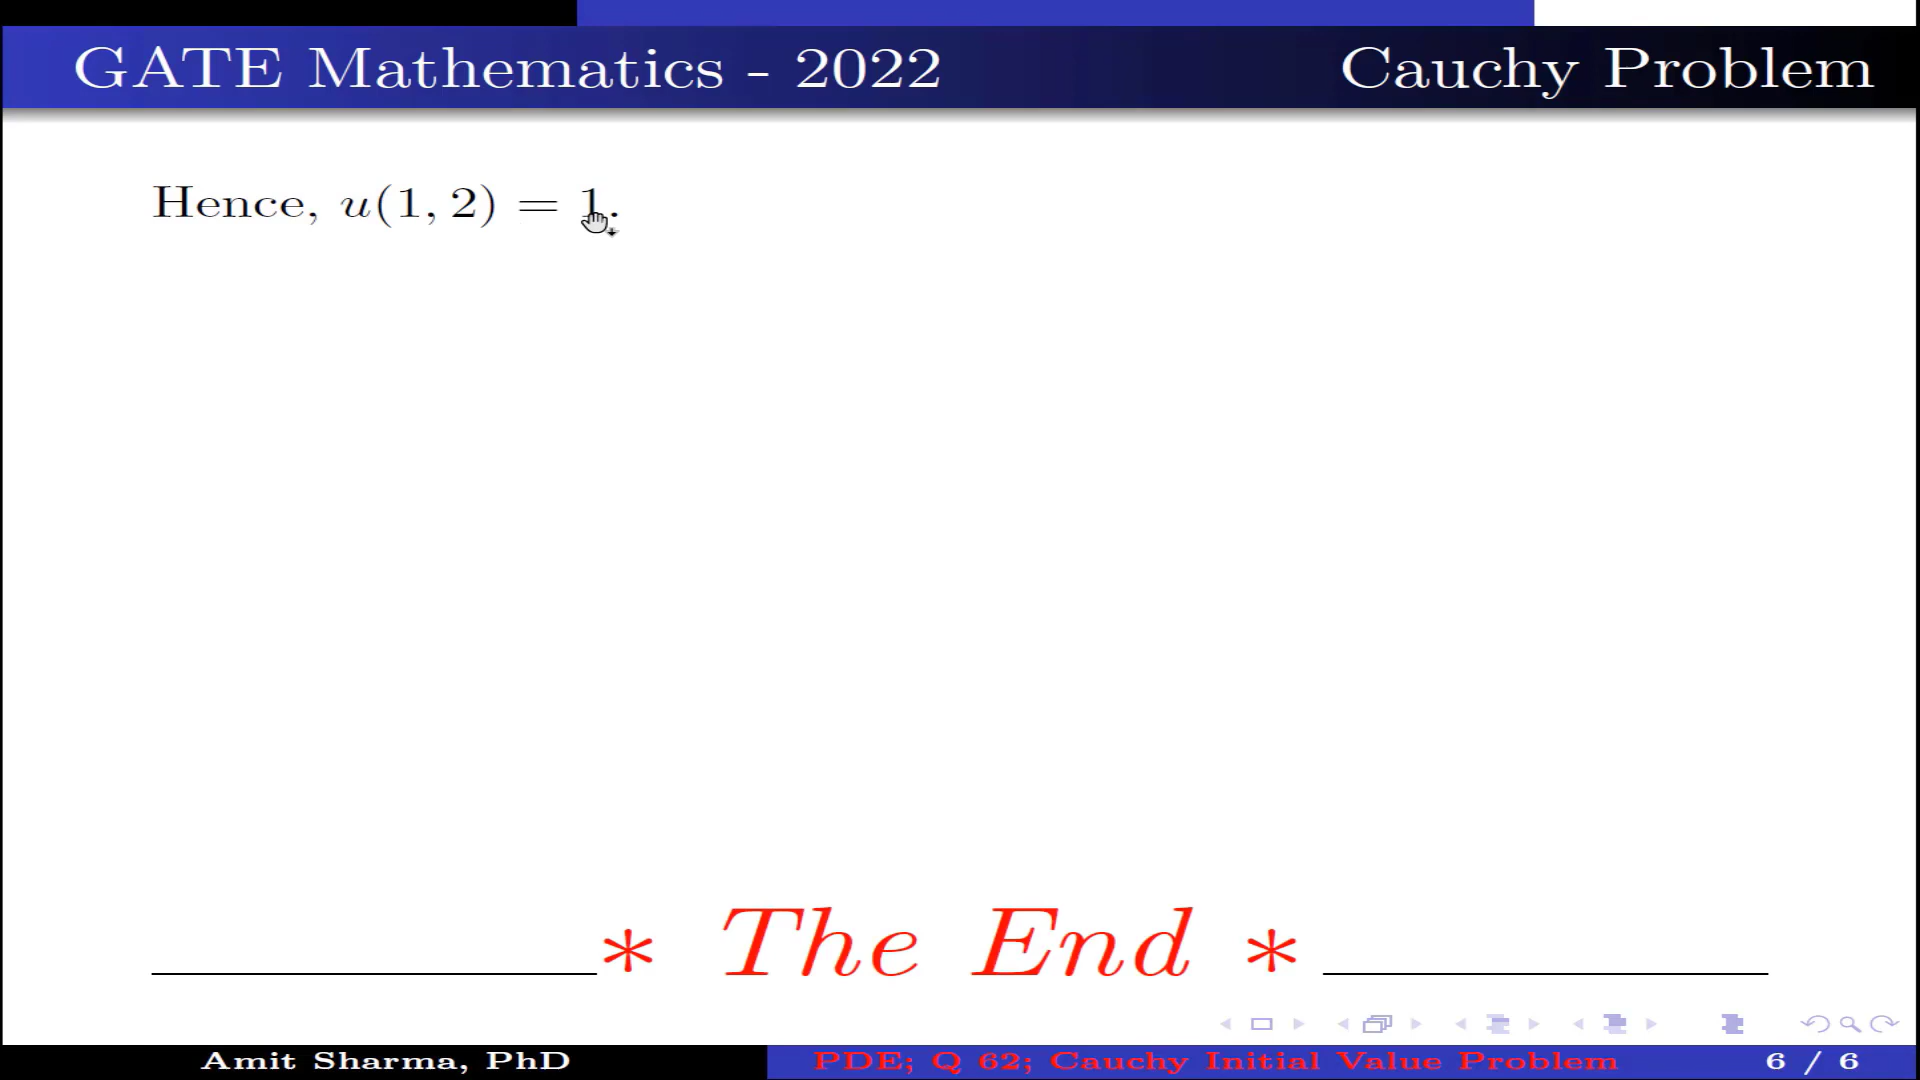 GATE Mathematics - 2022 Cauchy Problem
Hence, u(1, 2) = 1.
* The End *
Amit Sharma, PhD PDE; Q 62; Cauchy Initial Value Problem 6 / 6